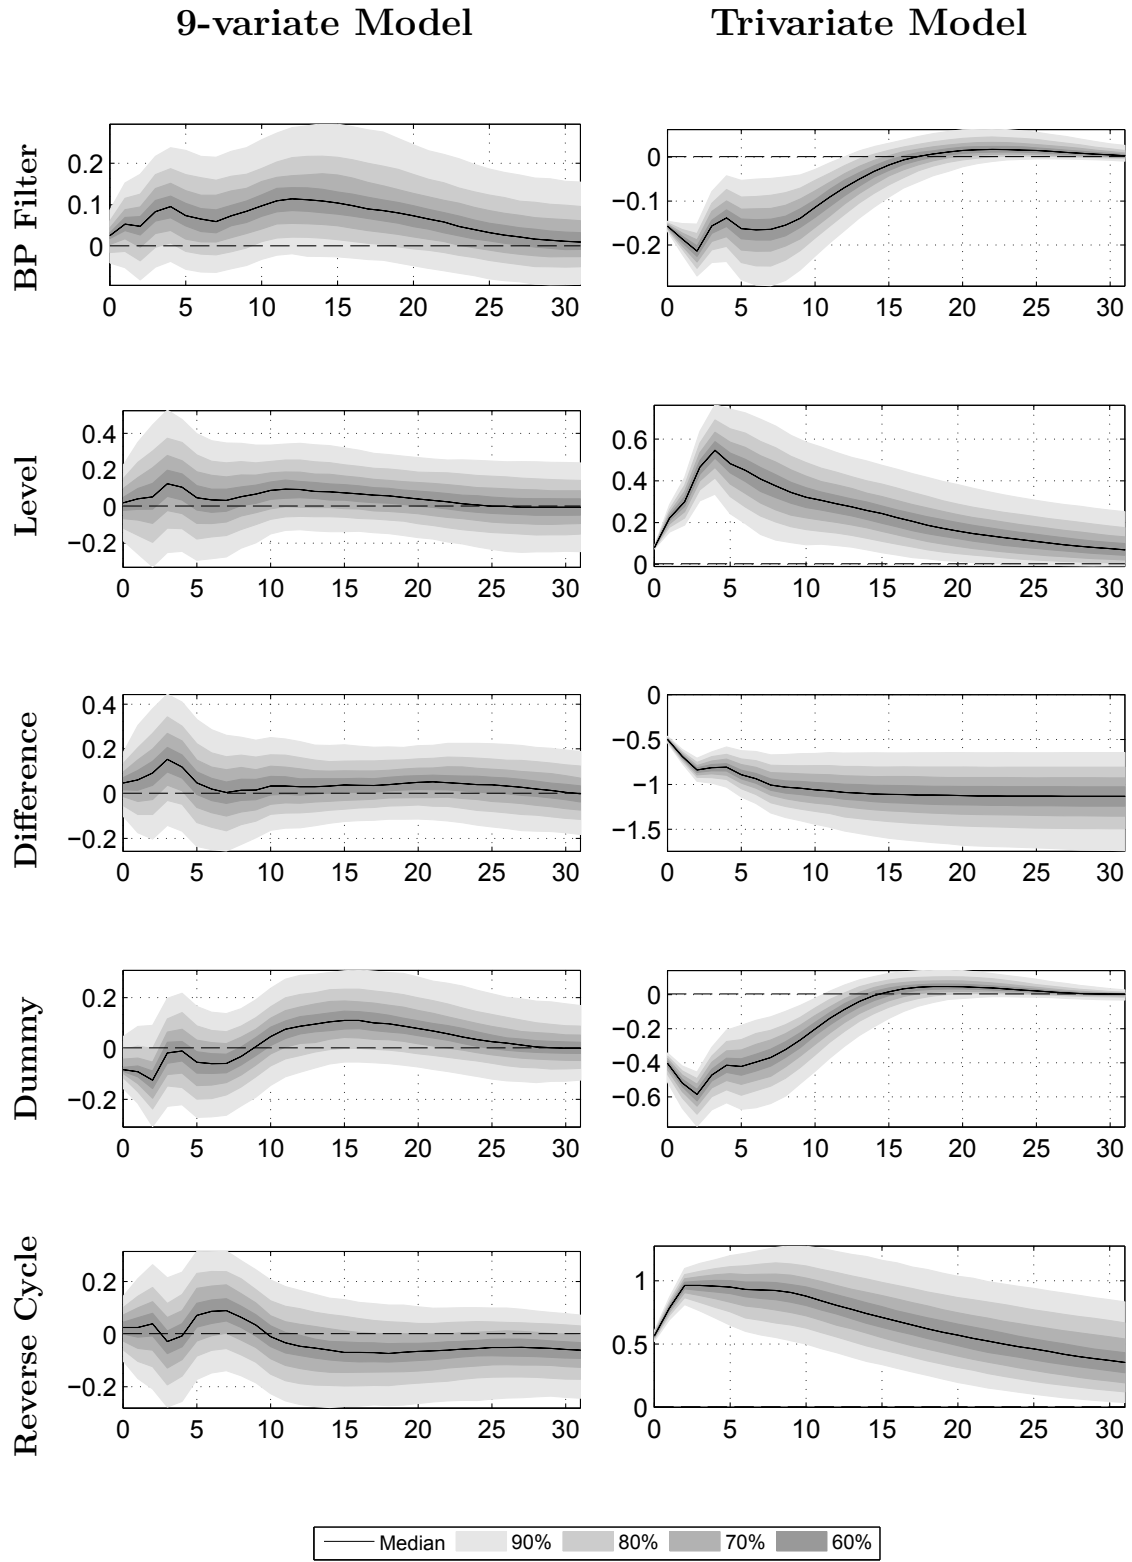 9-variate Model Trivariate Model
BP Filter
0.2
0.1
0
0 5 10 15 20 25 30
0
−0.1
−0.2
0 5 10 15 20 25 30
Level
0.4
0.2
0
−0.2
0 5 10 15 20 25 30
0.6
0.4
0.2
0
0 5 10 15 20 25 30
Difference
0.4
0.2
0
−0.2
0 5 10 15 20 25 30
0
−0.5
−1
−1.5
0 5 10 15 20 25 30
Dummy
0.2
0
−0.2
0 5 10 15 20 25 30
0
−0.2
−0.4
−0.6
0 5 10 15 20 25 30
Reverse Cycle
0.2
0
−0.2
0 5 10 15 20 25 30
1
0.5
0
0 5 10 15 20 25 30
Median 90% 80% 70% 60%